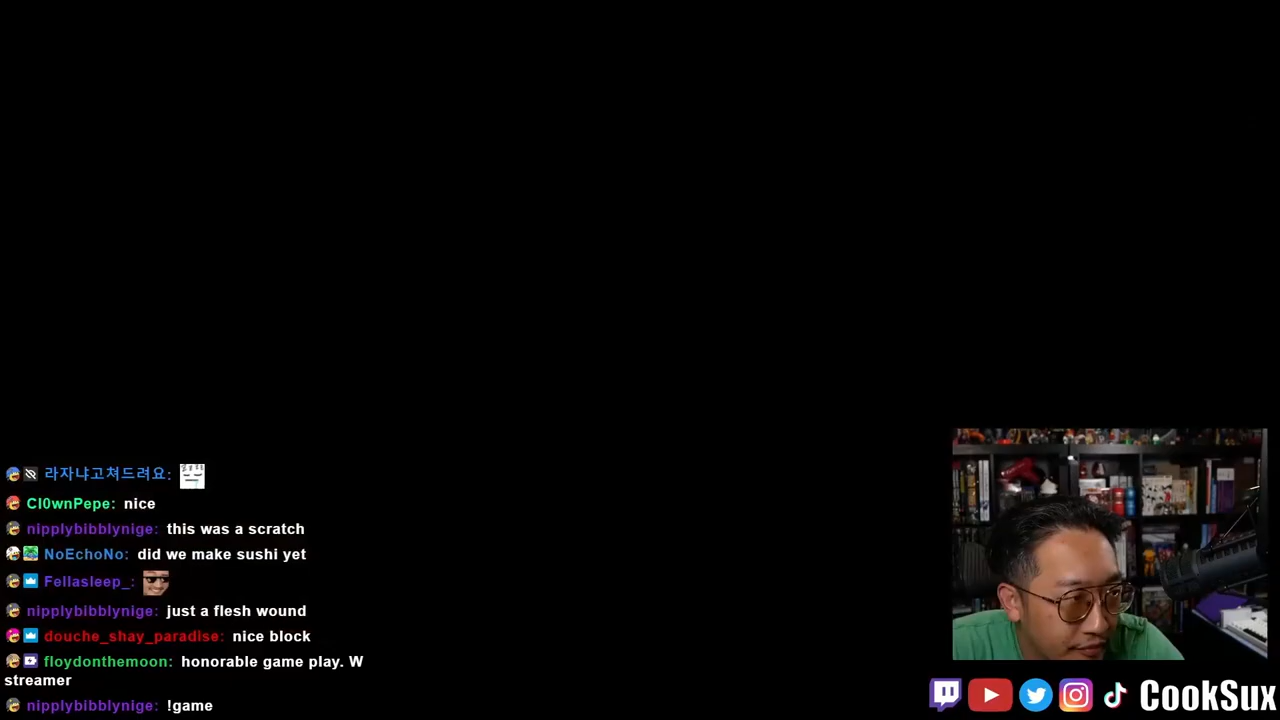 라자냐고쳐드려요:
Cl0wnPepe: nice
nipplybibblynige: this was a scratch
NoEchoNo: did we make sushi yet
Fellasleep_:
nipplybibblynige: just a flesh wound
douche_shay_paradise: nice block
floydonthemoon: honorable game play. W
streamer
nipplybibblynige: !game
CookSux